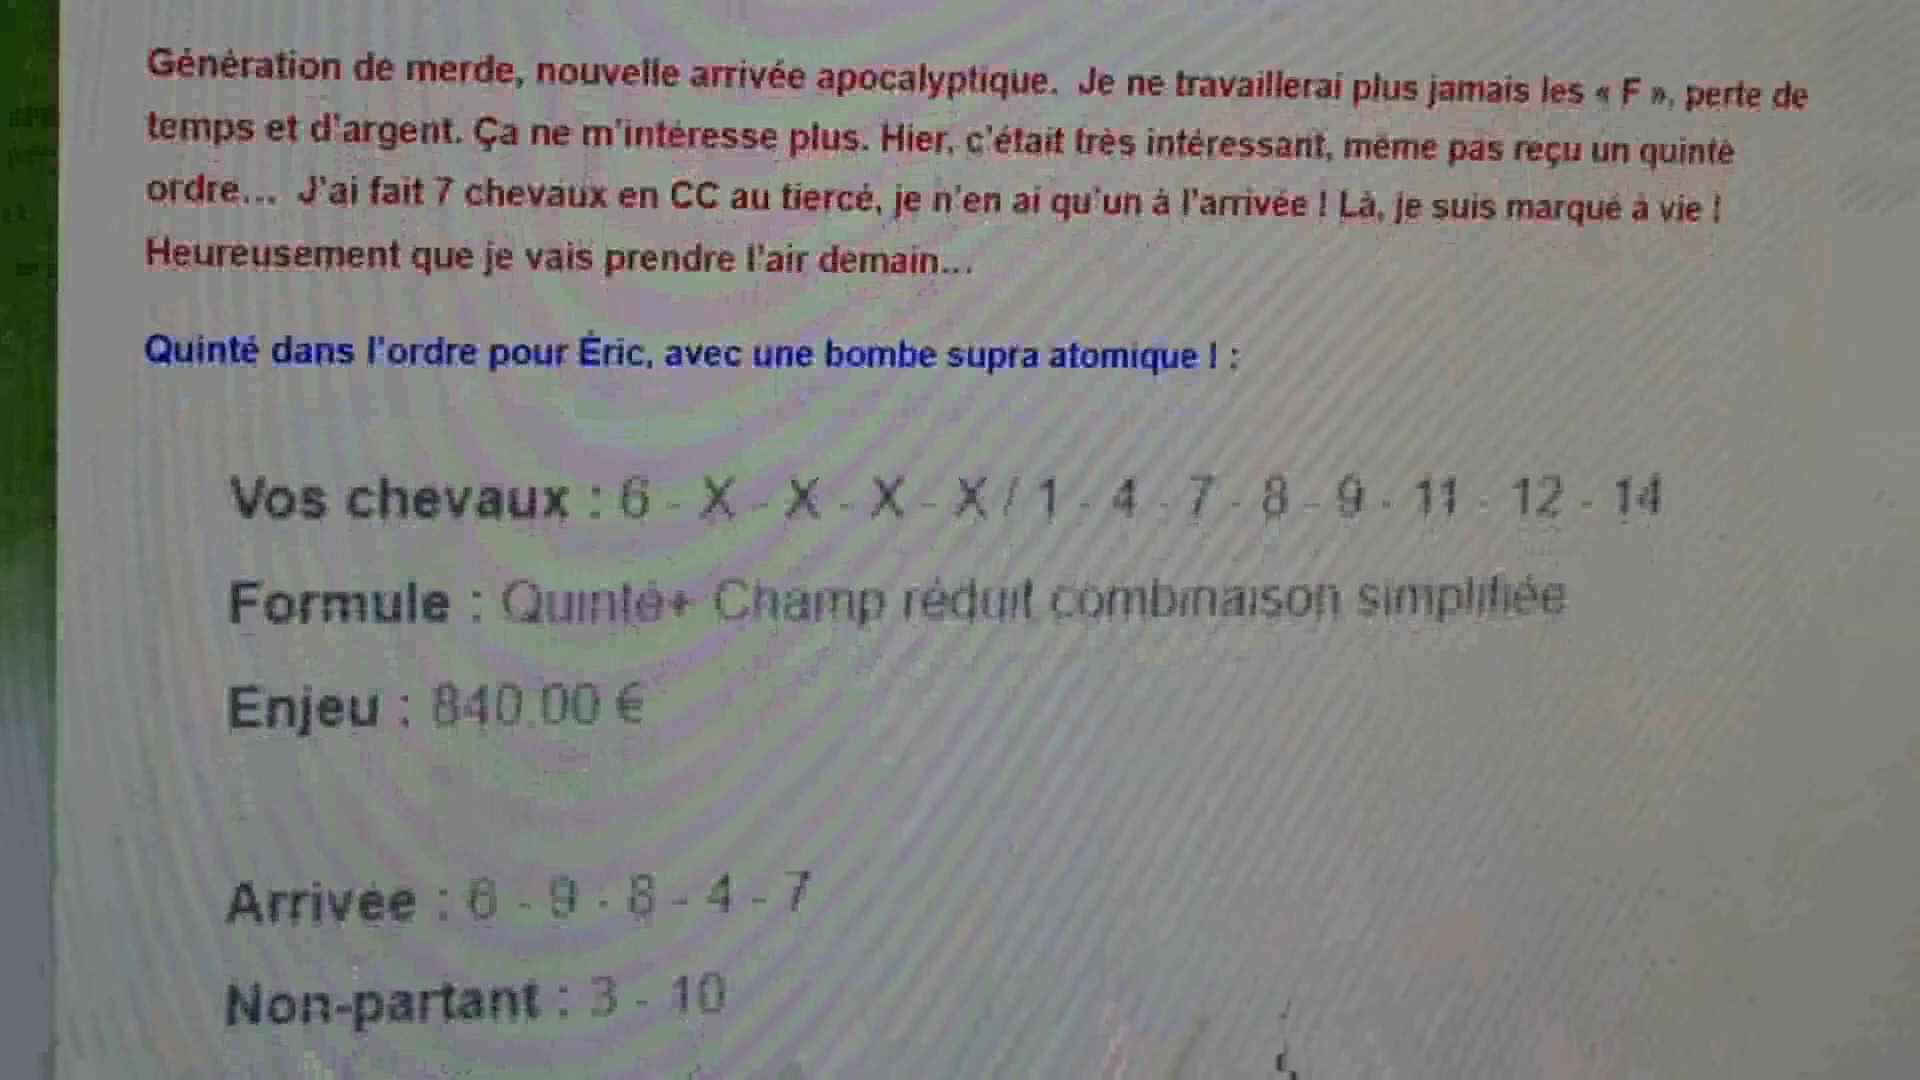 Génération de merde, nouvelle arrivée apocalyptique. Je ne travaillerai plus jamais les « F », perte de
temps et d'argent. Ça ne m'intéresse plus. Hier, c'était très intéressant, même pas reçu un quinté
ordre... J'ai fait 7 chevaux en CC au tiercé, je n'en ai qu'un à l'arrivée ! Là, je suis marqué à vie !
Heureusement que je vais prendre l'air demain...
Quinté dans l'ordre pour Éric, avec une bombe supra atomique ! :
Vos chevaux : 6 - X - X - X - X / 1 - 4 - 7 - 8 - 9 - 11 - 12 - 14
Formule : Quinté+ Champ réduit combinaison simplifiée
Enjeu : 840.00 €
Arrivée : 6 - 9 - 8 - 4 - 7
Non-partant : 3 - 10